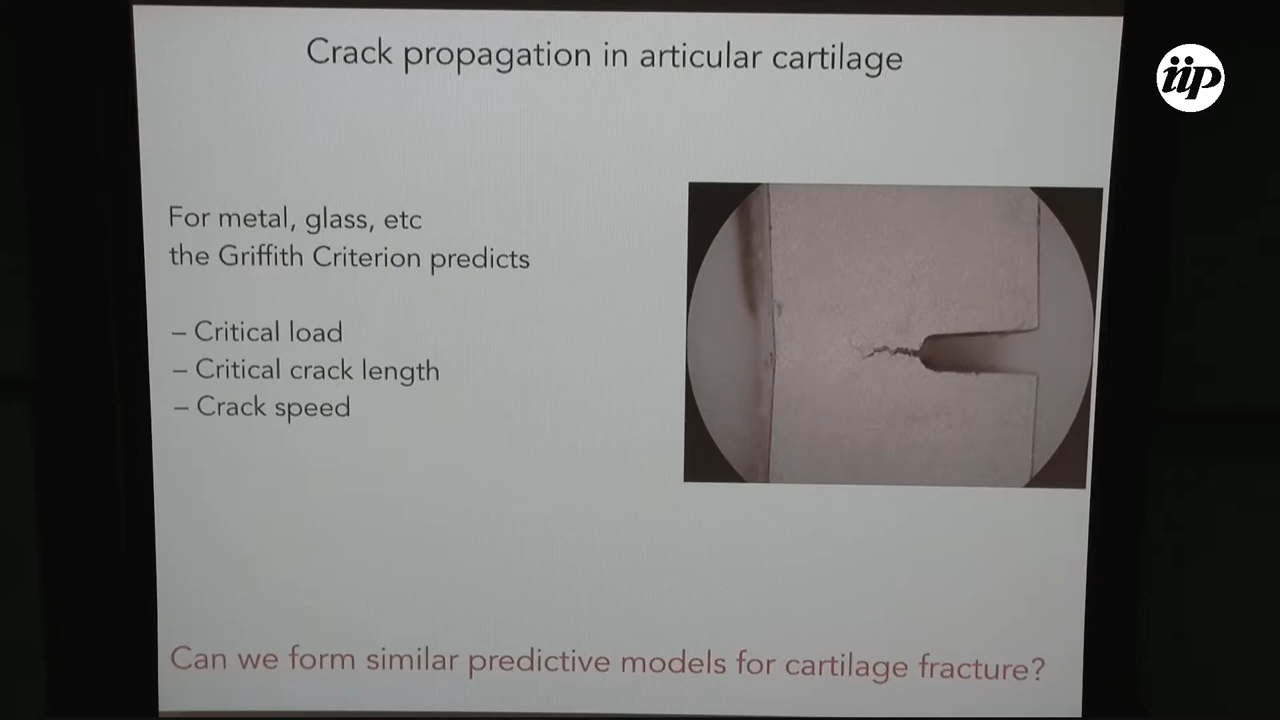 Crack propagation in articular cartilage
iip
For metal, glass, etc
the Griffith Criterion predicts
– Critical load
– Critical crack length
– Crack speed
Can we form similar predictive models for cartilage fracture?